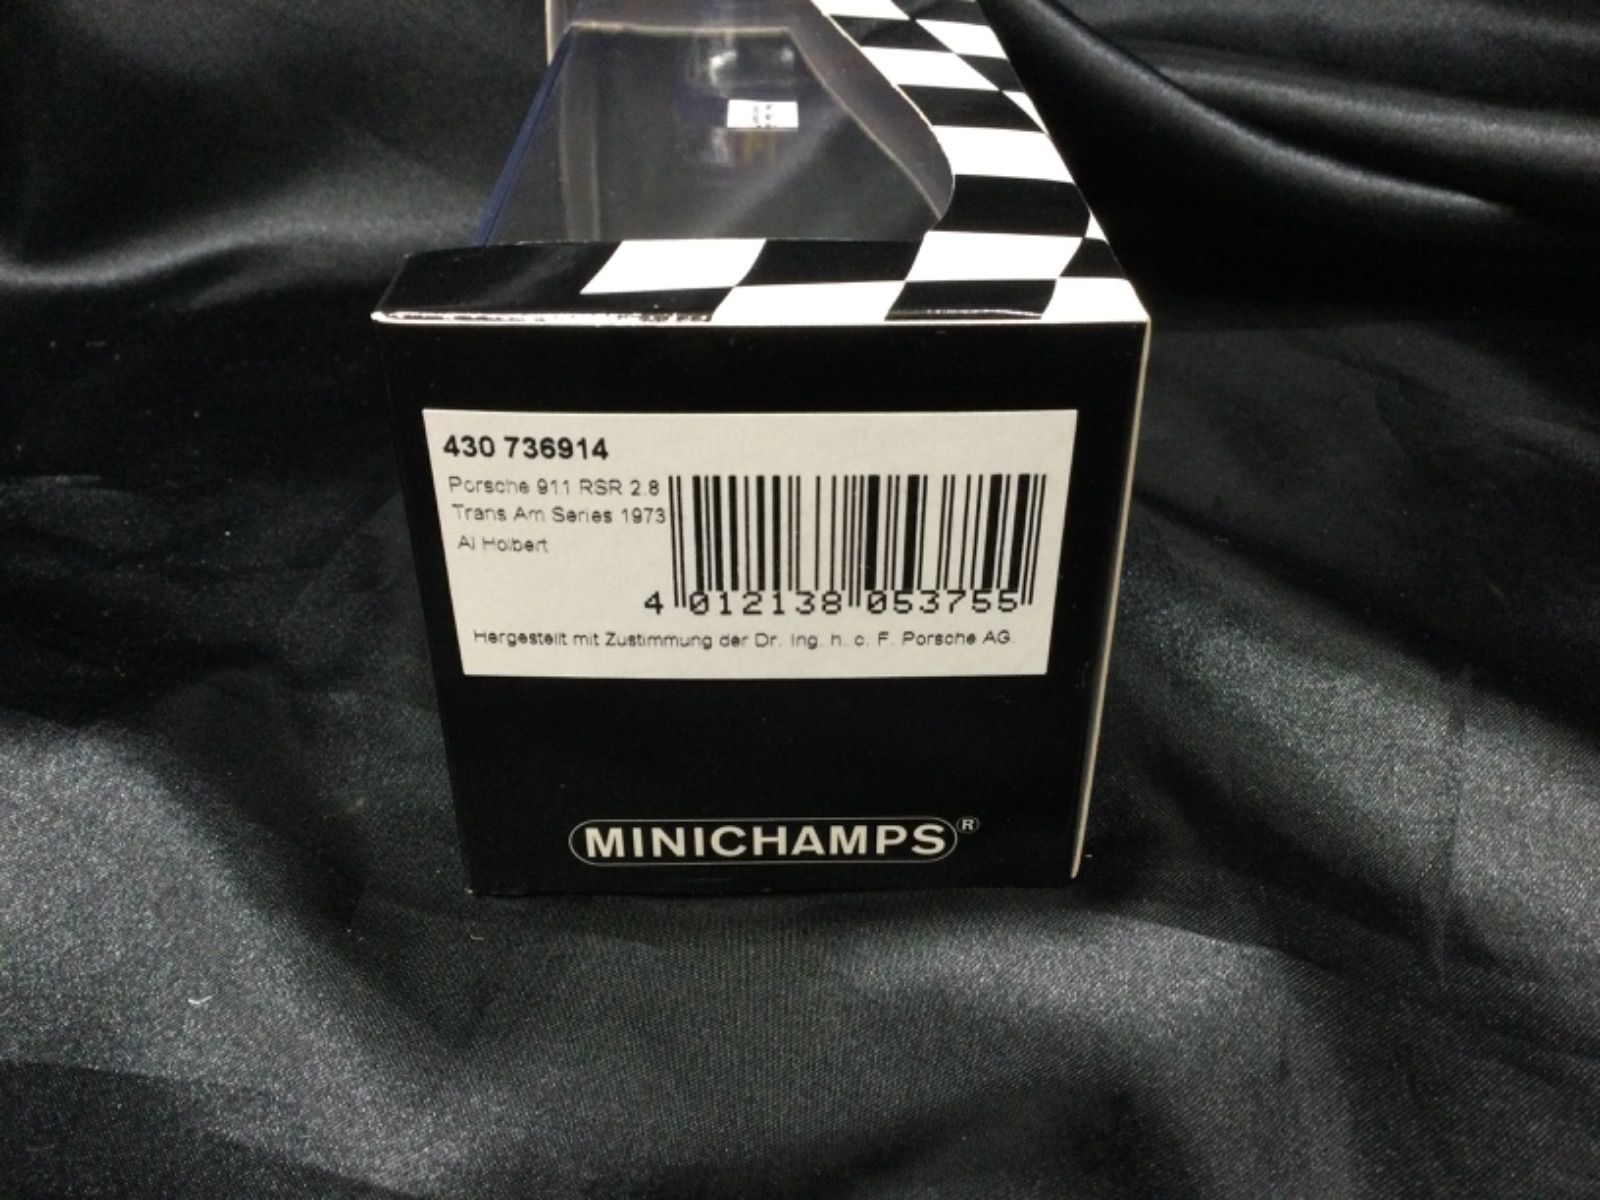 430 736914
Porsche 911 RSR 2.8
Trans Am Series 1973
Al Holbert
4 012138 053755
Hergestellt mit Zustimmung der Dr. Ing. h. c. F. Porsche AG.
MINICHAMPS®